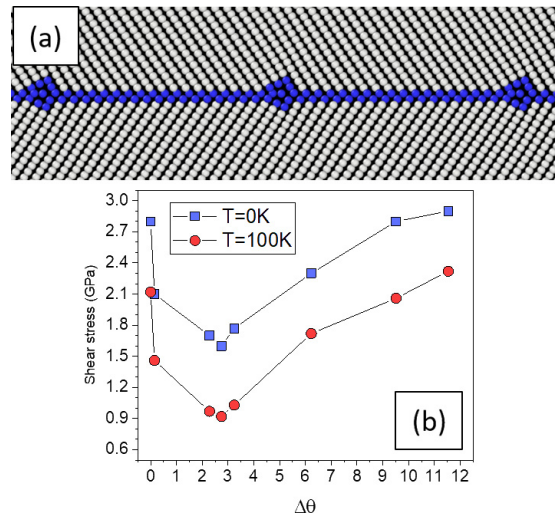 (a)
3.0
2.7
2.4
2.1
1.8
1.5
1.2
0.9
0.6
Shear stress (GPa)
T=0K
T=100K
(b)
0 1 2 3 4 5 6 7 8 9 10 11 12
Δθ